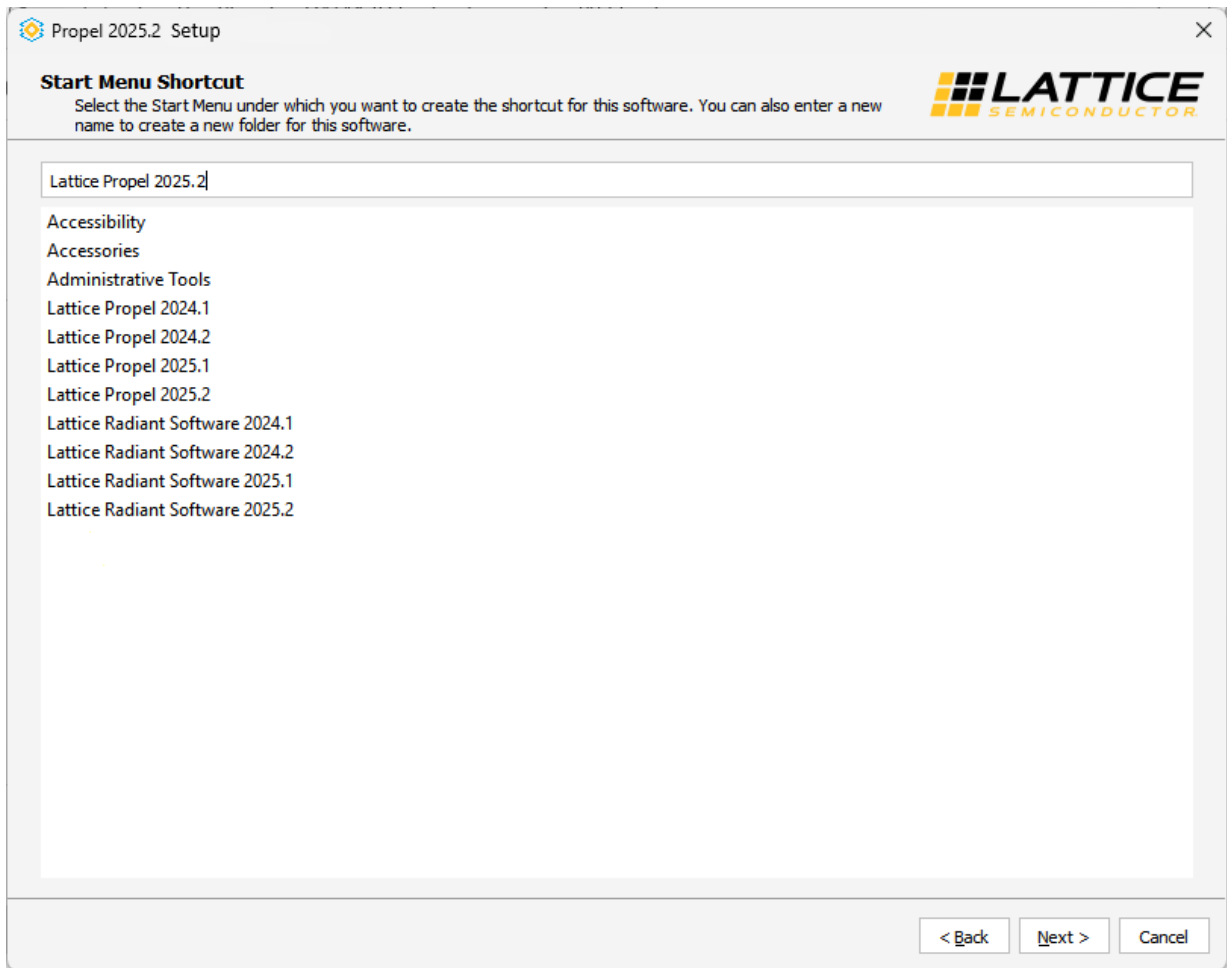 Propel 2025.2 Setup
Start Menu Shortcut
Select the Start Menu under which you want to create the shortcut for this software. You can also enter a new
name to create a new folder for this software.
LATTICE
SEMICONDUCTOR
Lattice Propel 2025.2
Accessibility
Accessories
Administrative Tools
Lattice Propel 2024.1
Lattice Propel 2024.2
Lattice Propel 2025.1
Lattice Propel 2025.2
Lattice Radiant Software 2024.1
Lattice Radiant Software 2024.2
Lattice Radiant Software 2025.1
Lattice Radiant Software 2025.2
< Back Next > Cancel